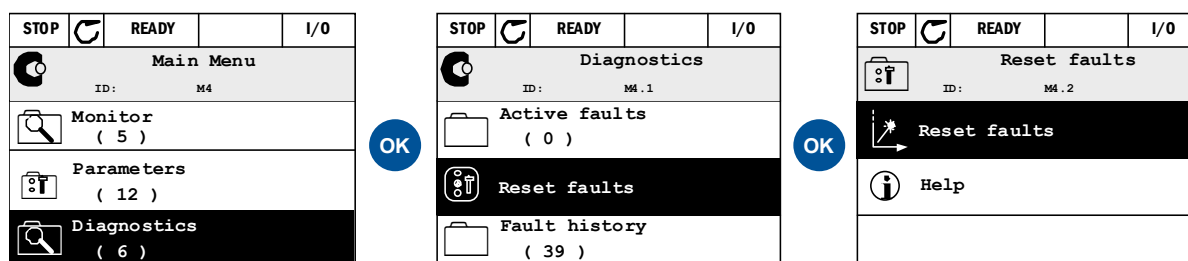 STOP READY I/O
Main Menu
ID: M4
Monitor
( 5 )
Parameters
( 12 )
Diagnostics
( 6 )
OK
STOP READY I/O
Diagnostics
ID: M4.1
Active faults
( 0 )
Reset faults
Fault history
( 39 )
OK
STOP READY I/O
Reset faults
ID: M4.2
Reset faults
Help